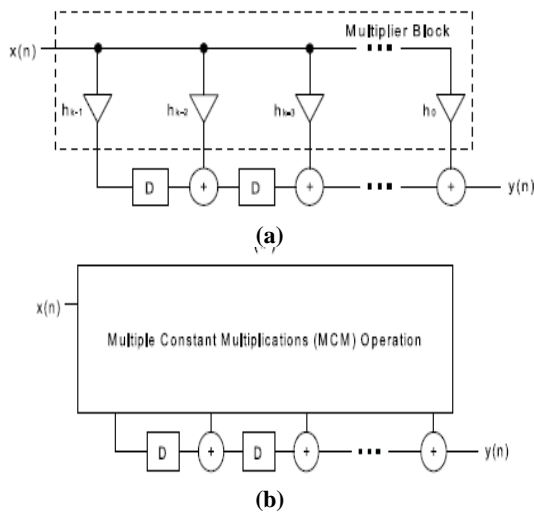 Multiplier Block
x(n)
hk-1 hk-2 hk-3 h0
D + D + +
y(n)
(a)
x(n)
Multiple Constant Multiplications (MCM) Operation
D + D + +
y(n)
(b)